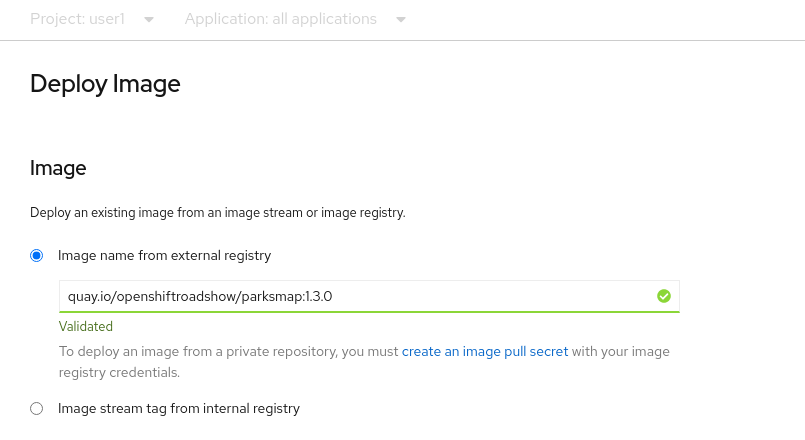 Project: user1 Application: all applications
Deploy Image
Image
Deploy an existing image from an image stream or image registry.
Image name from external registry
quay.io/openshiftroadshow/parksmap:1.3.0
Validated
To deploy an image from a private repository, you must create an image pull secret with your image
registry credentials.
Image stream tag from internal registry